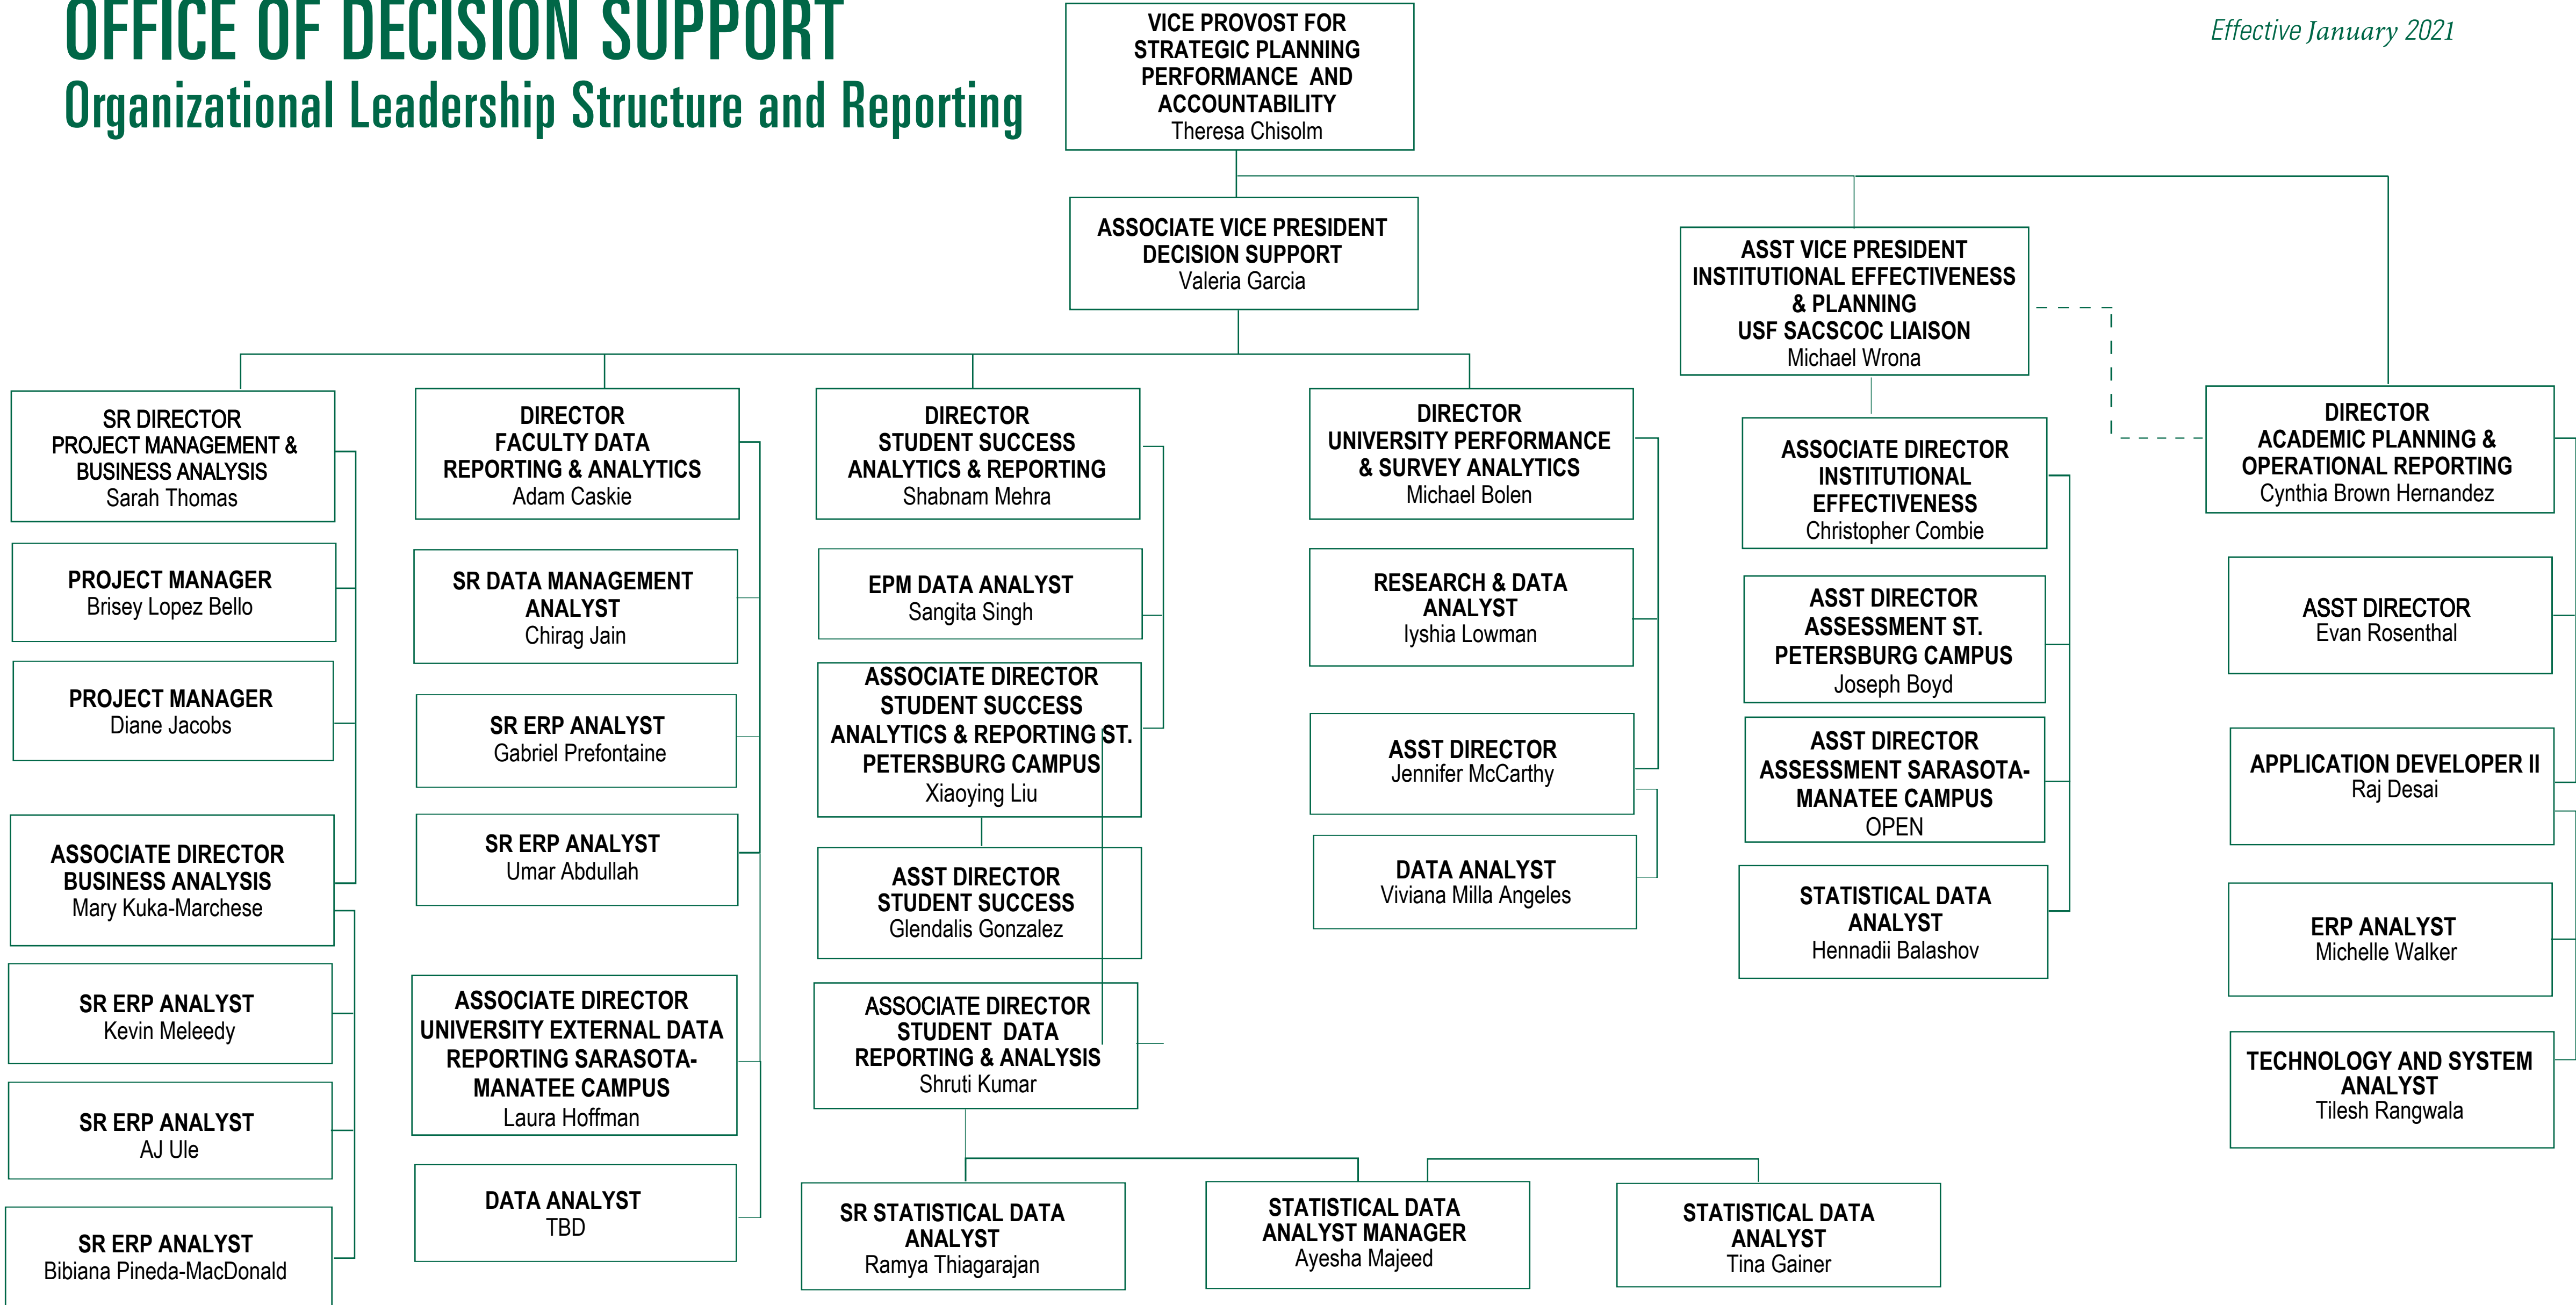 OFFICE OF DECISION SUPPORT
Organizational Leadership Structure and Reporting
Effective January 2021
VICE PROVOST FOR
STRATEGIC PLANNING
PERFORMANCE AND
ACCOUNTABILITY
Theresa Chisolm
ASSOCIATE VICE PRESIDENT
DECISION SUPPORT
Valeria Garcia
ASST VICE PRESIDENT
INSTITUTIONAL EFFECTIVENESS
& PLANNING
USF SACSCOC LIAISON
Michael Wrona
SR DIRECTOR
PROJECT MANAGEMENT &
BUSINESS ANALYSIS
Sarah Thomas
PROJECT MANAGER
Brisey Lopez Bello
PROJECT MANAGER
Diane Jacobs
ASSOCIATE DIRECTOR
BUSINESS ANALYSIS
Mary Kuka-Marchese
SR ERP ANALYST
Kevin Meleedy
SR ERP ANALYST
AJ Ule
SR ERP ANALYST
Bibiana Pineda-MacDonald
DIRECTOR
FACULTY DATA
REPORTING & ANALYTICS
Adam Caskie
SR DATA MANAGEMENT
ANALYST
Chirag Jain
SR ERP ANALYST
Gabriel Prefontaine
SR ERP ANALYST
Umar Abdullah
ASSOCIATE DIRECTOR
UNIVERSITY EXTERNAL DATA
REPORTING SARASOTA-
MANATEE CAMPUS
Laura Hoffman
DATA ANALYST
TBD
DIRECTOR
STUDENT SUCCESS
ANALYTICS & REPORTING
Shabnam Mehra
EPM DATA ANALYST
Sangita Singh
ASSOCIATE DIRECTOR
STUDENT SUCCESS
ANALYTICS & REPORTING ST.
PETERSBURG CAMPUS
Xiaoying Liu
ASST DIRECTOR
STUDENT SUCCESS
Glendalis Gonzalez
ASSOCIATE DIRECTOR
STUDENT DATA
REPORTING & ANALYSIS
Shruti Kumar
SR STATISTICAL DATA
ANALYST
Ramya Thiagarajan
STATISTICAL DATA
ANALYST MANAGER
Ayesha Majeed
STATISTICAL DATA
ANALYST
Tina Gainer
DIRECTOR
UNIVERSITY PERFORMANCE
& SURVEY ANALYTICS
Michael Bolen
RESEARCH & DATA
ANALYST
Iyshia Lowman
ASST DIRECTOR
Jennifer McCarthy
DATA ANALYST
Viviana Milla Angeles
ASSOCIATE DIRECTOR
INSTITUTIONAL
EFFECTIVENESS
Christopher Combie
ASST DIRECTOR
ASSESSMENT ST.
PETERSBURG CAMPUS
Joseph Boyd
ASST DIRECTOR
ASSESSMENT SARASOTA-
MANATEE CAMPUS
OPEN
STATISTICAL DATA
ANALYST
Hennadii Balashov
DIRECTOR
ACADEMIC PLANNING &
OPERATIONAL REPORTING
Cynthia Brown Hernandez
ASST DIRECTOR
Evan Rosenthal
APPLICATION DEVELOPER II
Raj Desai
ERP ANALYST
Michelle Walker
TECHNOLOGY AND SYSTEM
ANALYST
Tilesh Rangwala